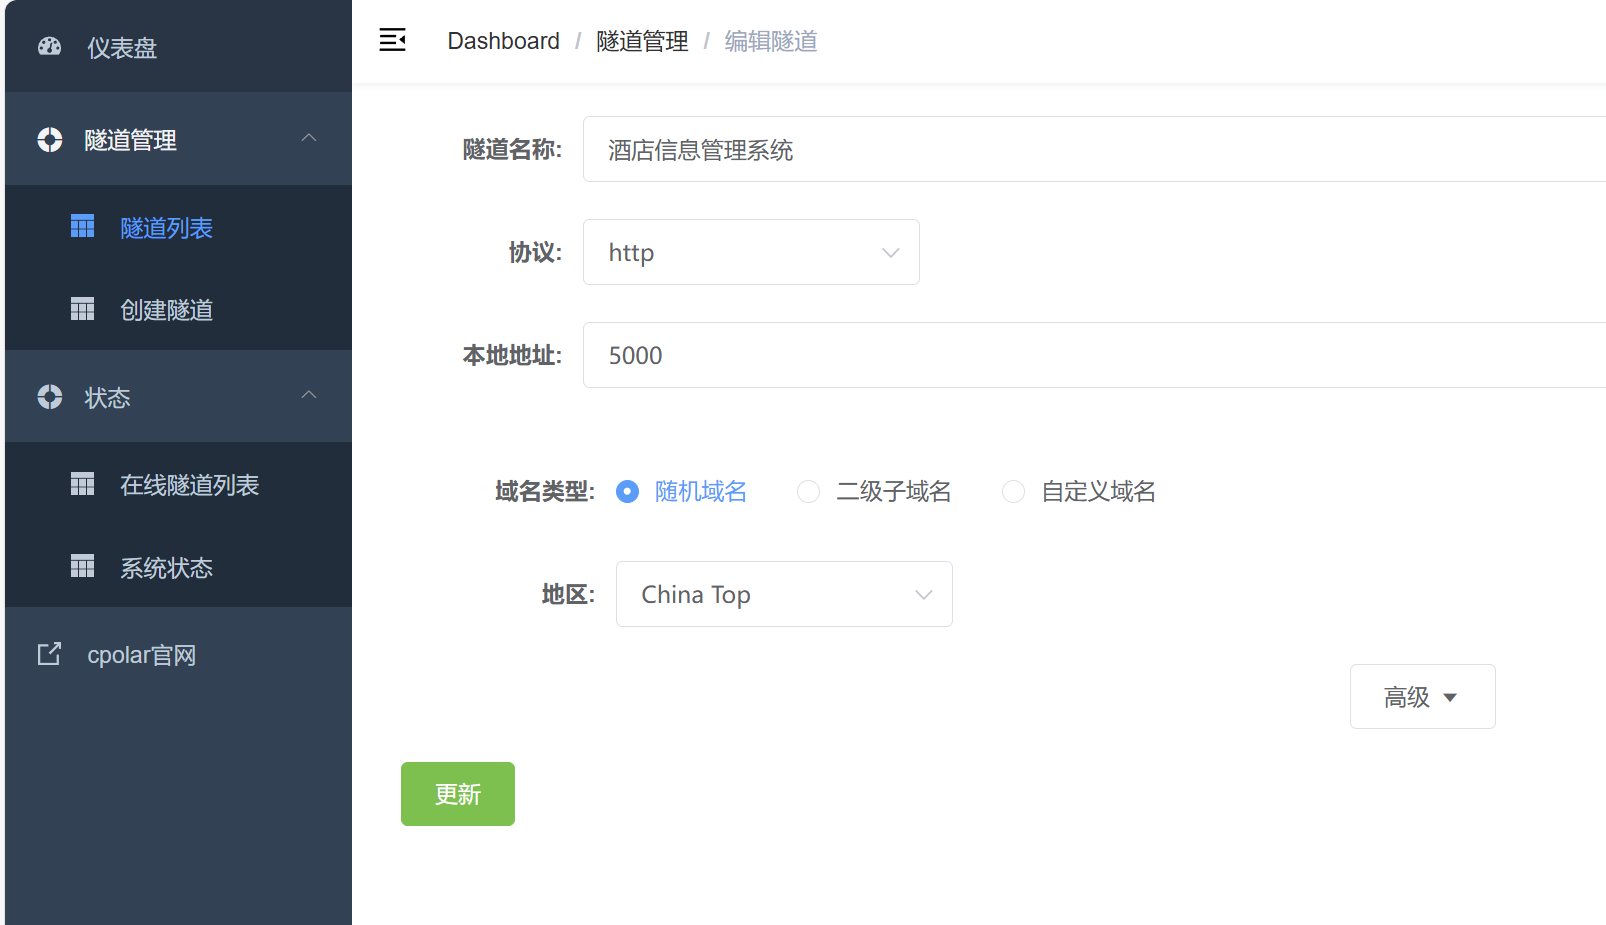 仪表盘
隧道管理
隧道列表
创建隧道
状态
在线隧道列表
系统状态
cpolar官网
Dashboard / 隧道管理 / 编辑隧道
隧道名称: 酒店信息管理系统
协议: http
本地地址: 5000
域名类型: 随机域名 二级子域名 自定义域名
地区: China Top
高级
更新